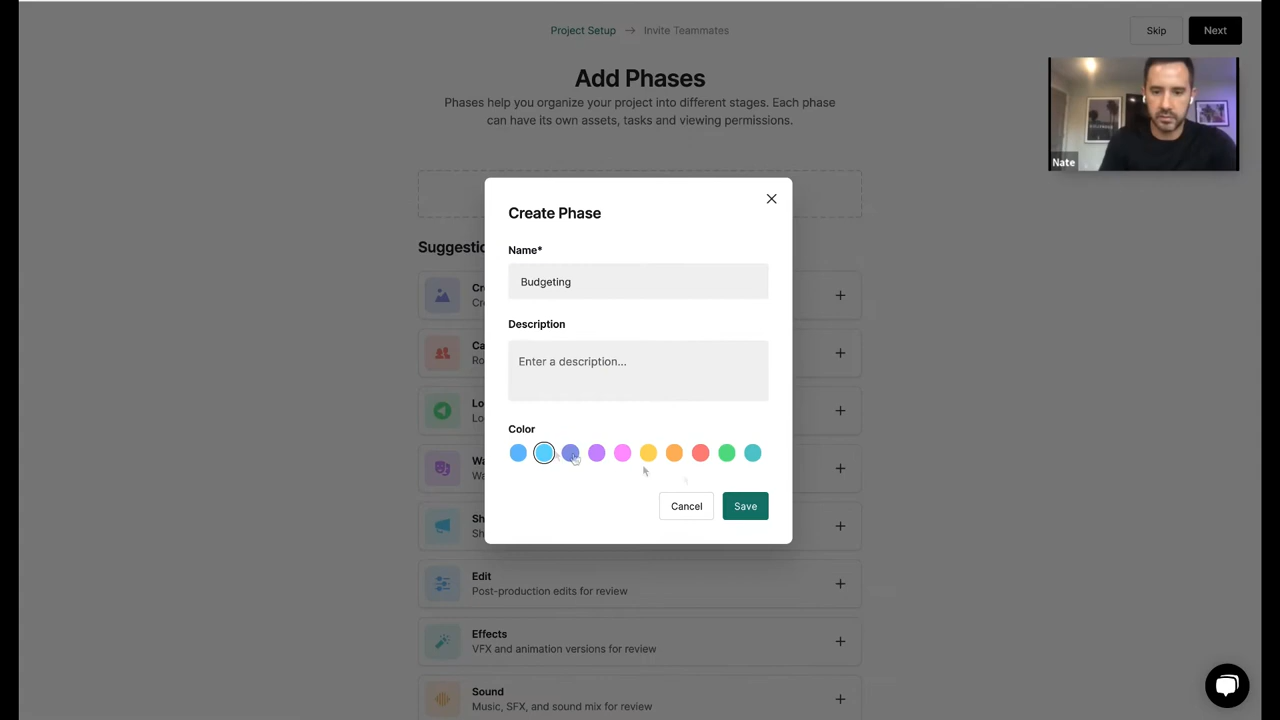 Project Setup → Invite Teammates
Skip
Next
Add Phases
Phases help you organize your project into different stages. Each phase
can have its own assets, tasks and viewing permissions.
Nate
Create Phase
Name*
Budgeting
Description
Enter a description...
Color
Cancel
Save
Edit
Post-production edits for review
Effects
VFX and animation versions for review
Sound
Music, SFX, and sound mix for review